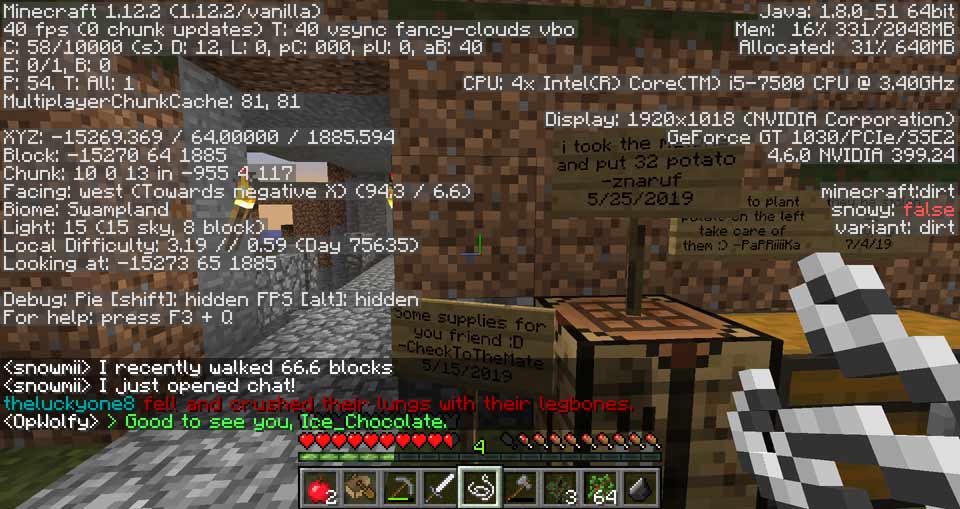 Minecraft 1.12.2 (1.12.2/vanilla)
40 fps (0 chunk updates) T: 40 vsync fancy-clouds vbo
C: 58/10000 (s) D: 12, L: 0, pC: 000, pU: 0, aB: 40
E: 0/1, B: 0
P: 54. T: All: 1
MultiplayerChunkCache: 81, 81
XYZ: -15269.369 / 64.00000 / 1885.594
Block: -15270 64 1885
Chunk: 10 0 13 in -955 4 117
Facing: west (Towards negative X) (94.3 / 6.6)
Biome: Swampland
Light: 15 (15 sky, 8 block)
Local Difficulty: 3.19 // 0.59 (Day 75635)
Looking at: -15273 65 1885
Debug: Pie [shift]: hidden FPS [alt]: hidden
For help: press F3 + Q
Java: 1.8.0_51 64bit
Mem: 16% 331/2048MB
Allocated: 31% 640MB
CPU: 4x Intel(R) Core(TM) i5-7500 CPU @ 3.40GHz
Display: 1920x1018 (NVIDIA Corporation)
GeForce GT 1030/PCIe/SSE2
4.6.0 NVIDIA 399.24
minecraft:dirt
snowy: false
variant: dirt
i took the
and put 32 potato
-znaruf
5/25/2019
to plant
on the left
take care of
them :) -PaPRiiiiKa
7/4/19
Some supplies for
you friend :D
-CheckToTheMate
5/15/2019
<snowmii> I recently walked 66.6 blocks
<snowmii> I just opened chat!
theluckyone8 fell and crushed their lungs with their legbones.
<OpWolfy> > Good to see you, Ice_Chocolate.
4
2
3
64